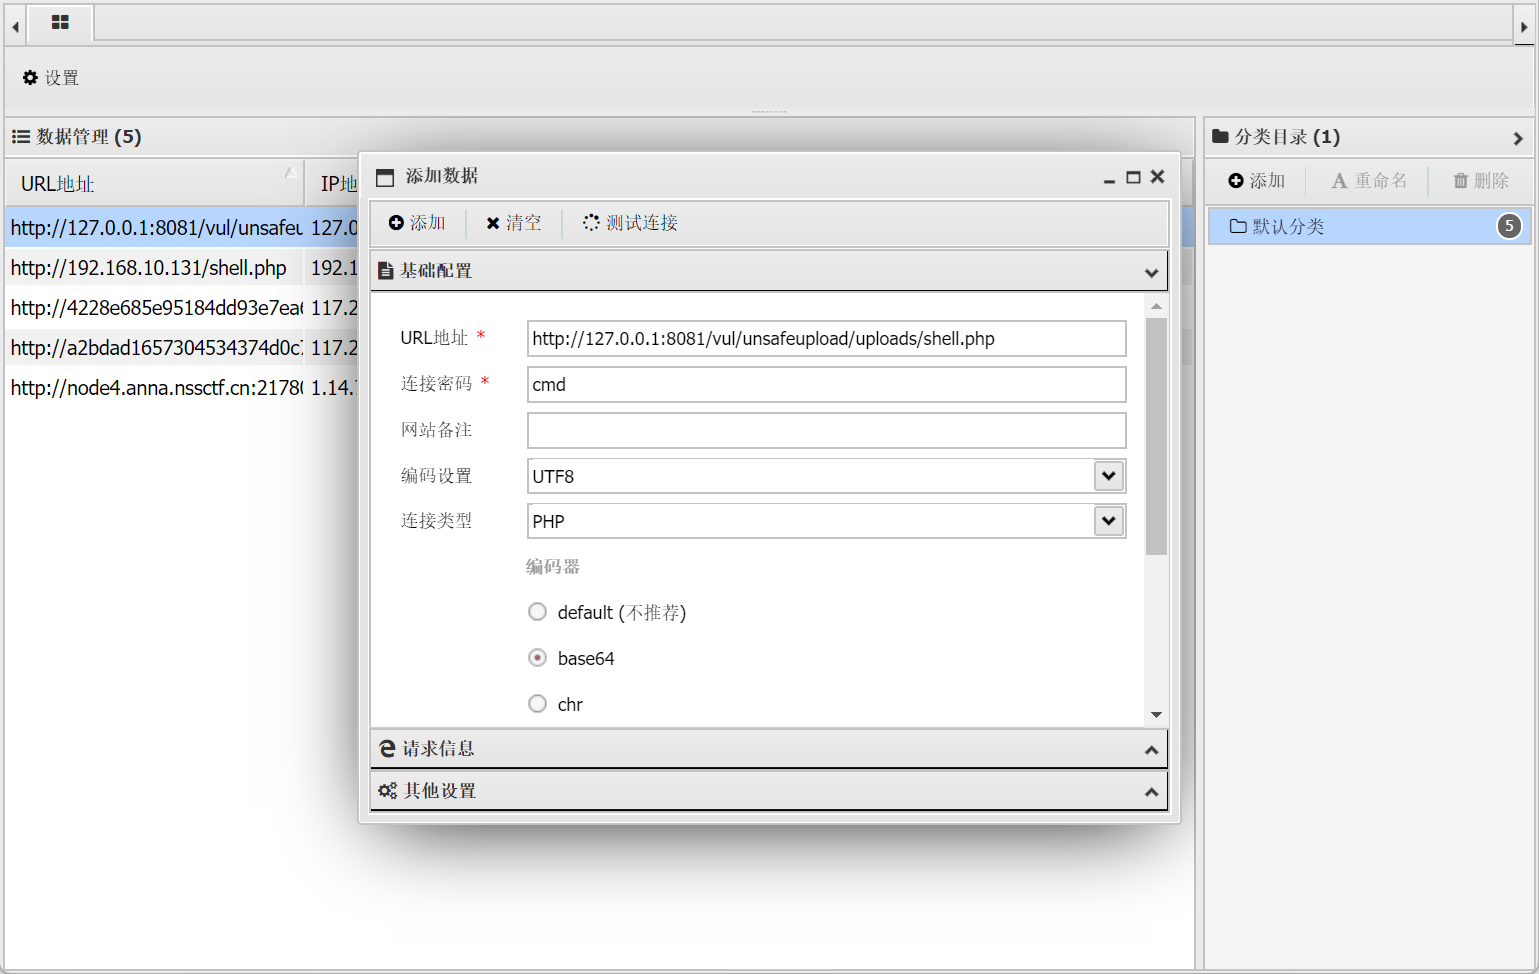 设置
数据管理 (5)
URL地址
IP地
http://127.0.0.1:8081/vul/unsafeu
127.0
http://192.168.10.131/shell.php
192.1
http://4228e685e95184dd93e7ea6
117.2
http://a2bdad1657304534374d0c7
117.2
http://node4.anna.nssctf.cn:21780
1.14.
添加数据
添加
清空
测试连接
基础配置
URL地址 *
http://127.0.0.1:8081/vul/unsafeupload/uploads/shell.php
连接密码 *
cmd
网站备注
编码设置
UTF8
连接类型
PHP
编码器
default (不推荐)
base64
chr
请求信息
其他设置
分类目录 (1)
添加
重命名
删除
默认分类
5